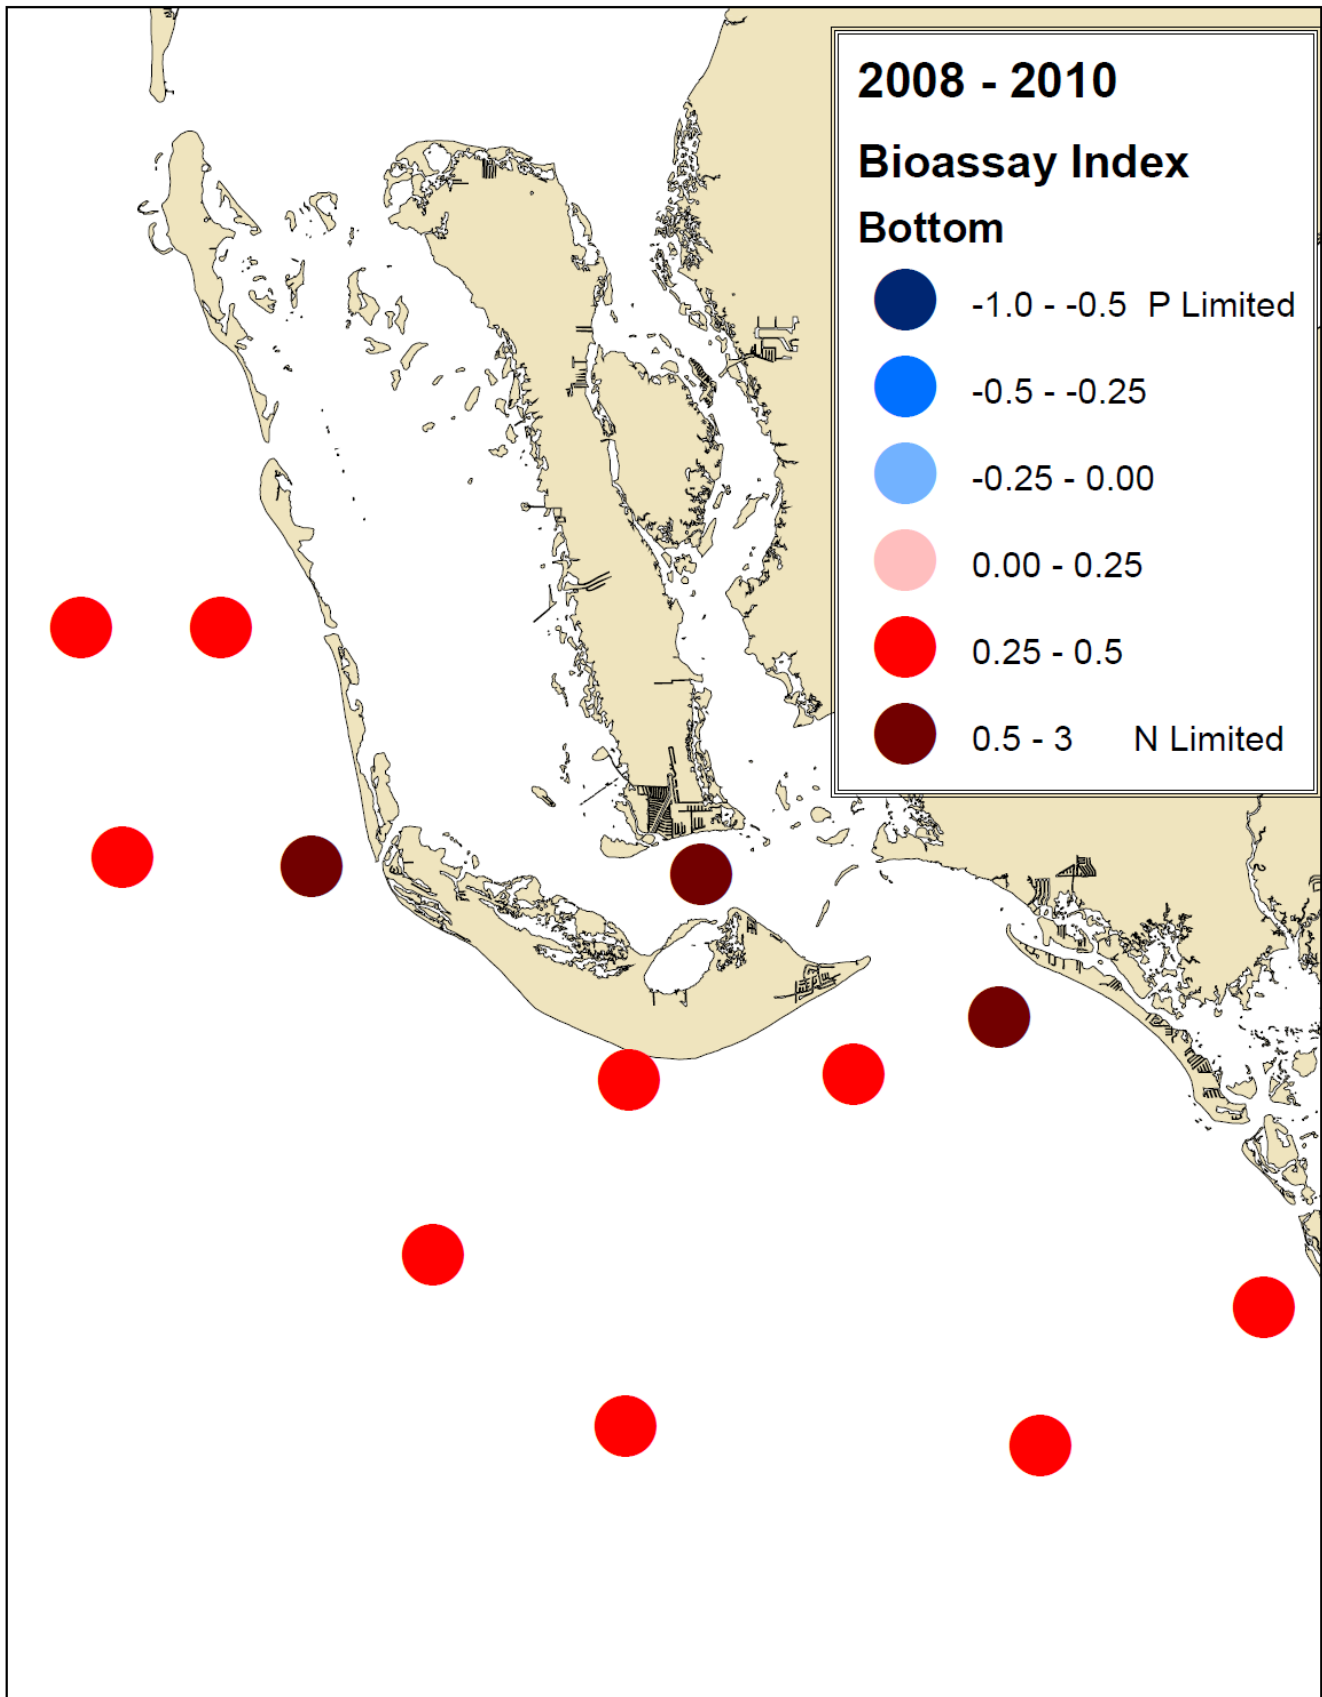 2008 - 2010
Bioassay Index
Bottom
-1.0 - -0.5 P Limited
-0.5 - -0.25
-0.25 - 0.00
0.00 - 0.25
0.25 - 0.5
0.5 - 3 N Limited